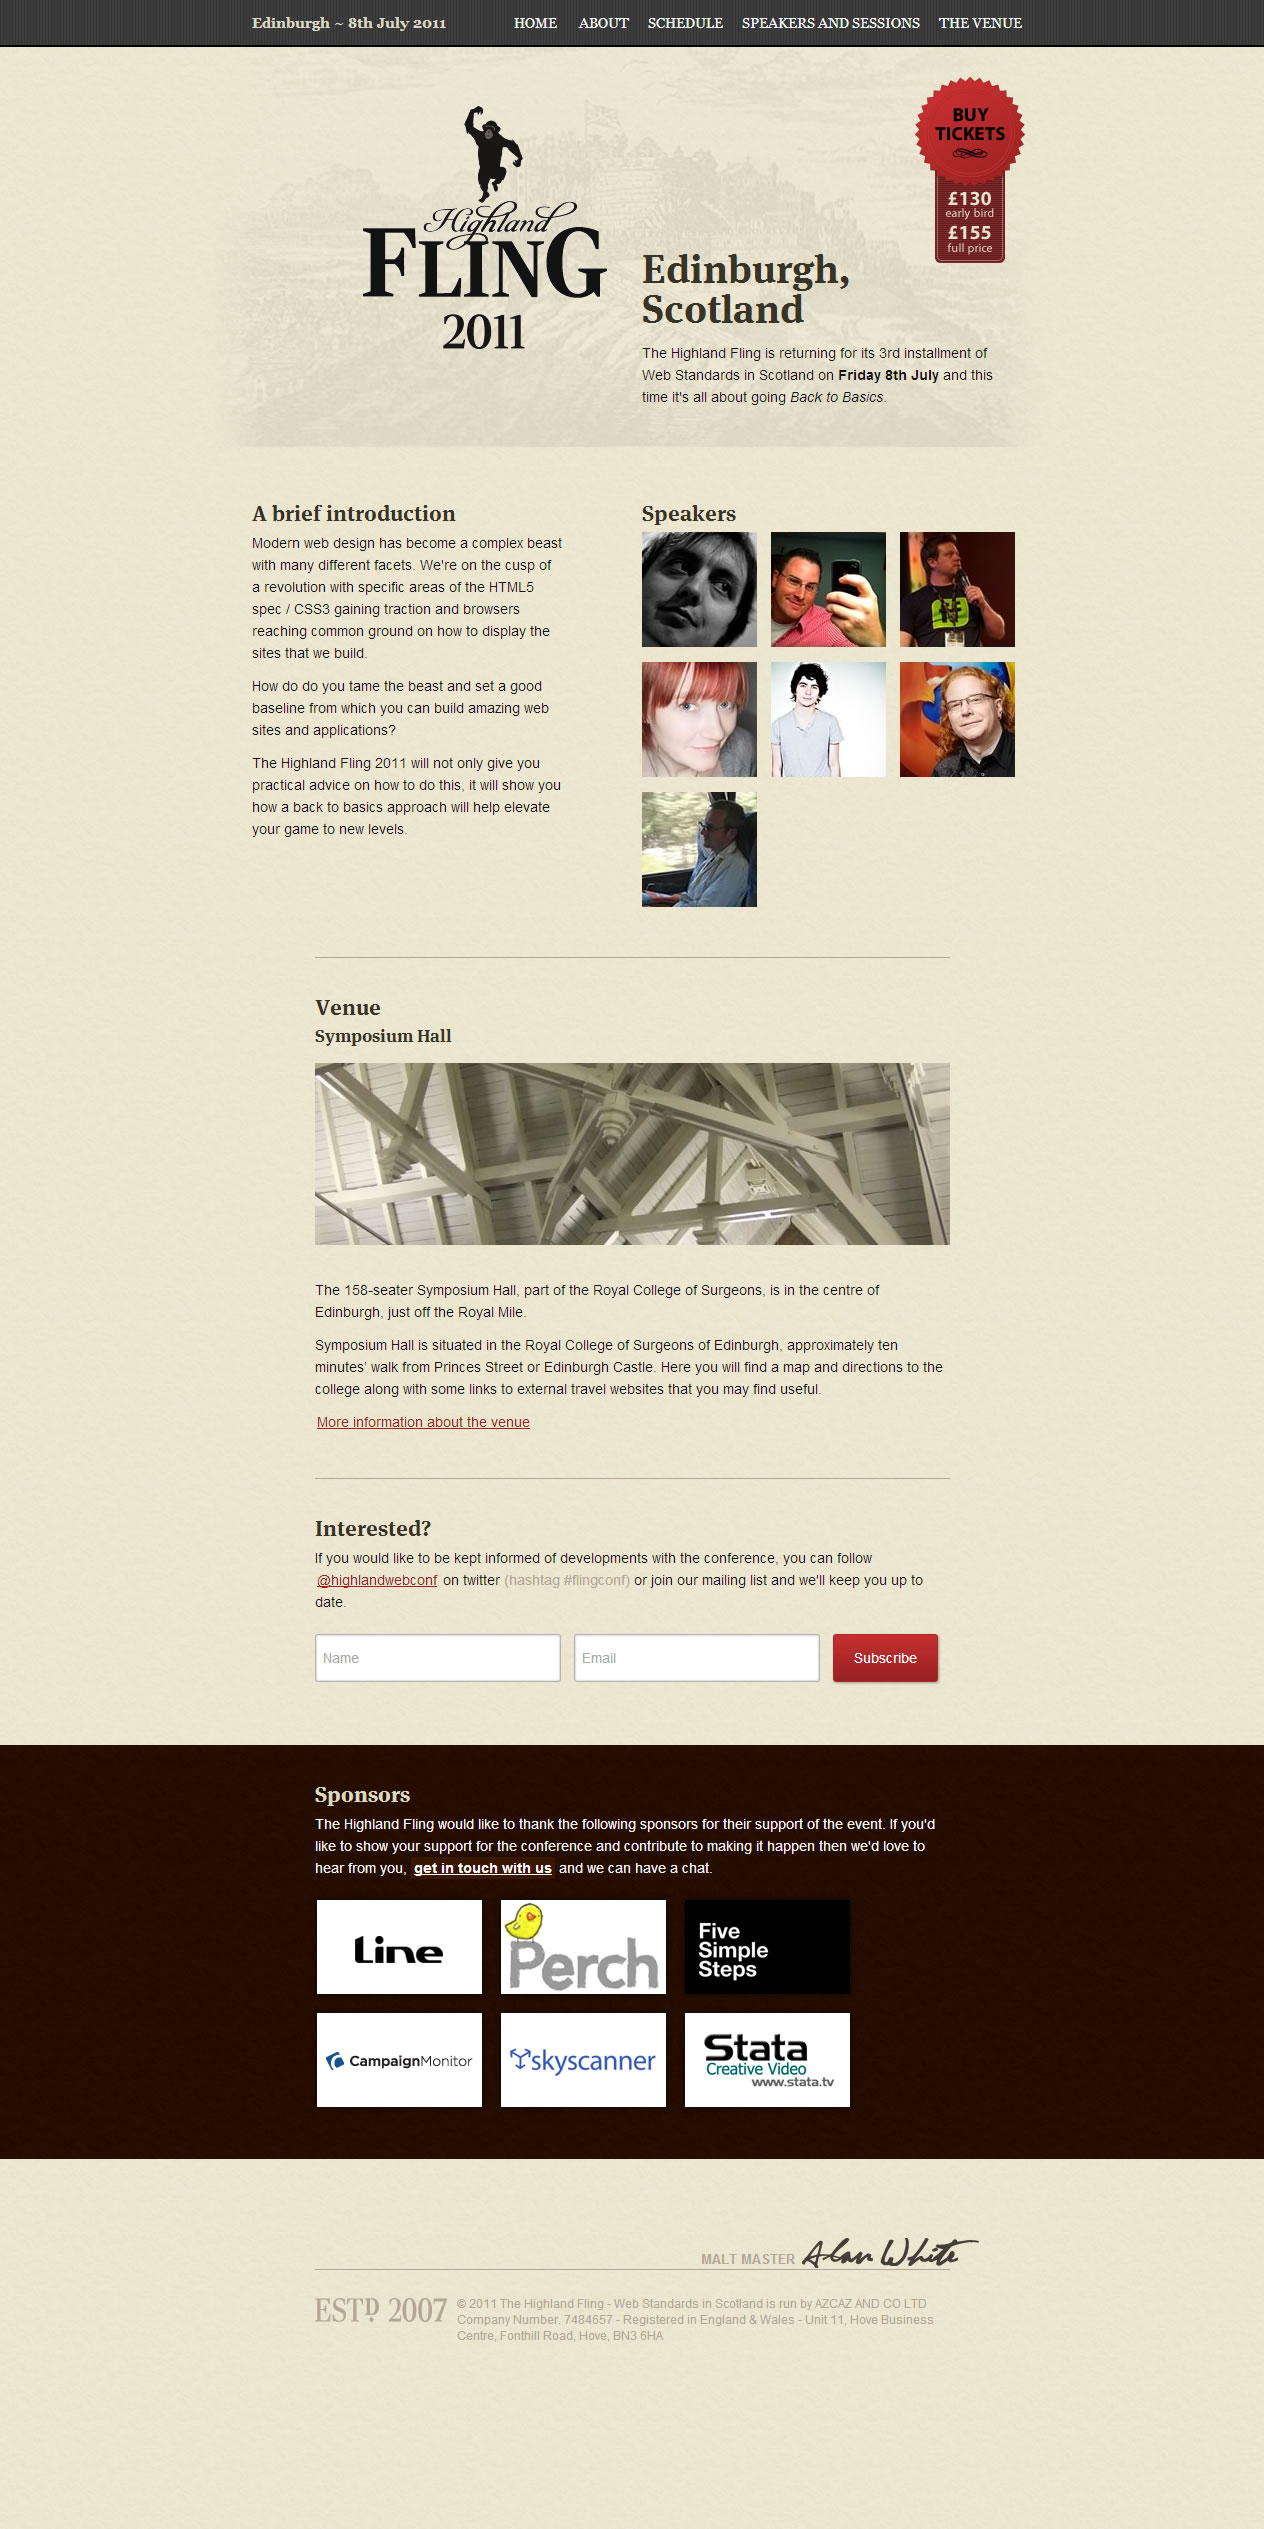 Edinburgh ~ 8th July 2011
HOME ABOUT SCHEDULE SPEAKERS AND SESSIONS THE VENUE
BUY
TICKETS
£130
early bird
£155
full price
Highland
FLING
2011
Edinburgh,
Scotland
The Highland Fling is returning for its 3rd installment of
Web Standards in Scotland on Friday 8th July and this
time it's all about going Back to Basics.
A brief introduction
Modern web design has become a complex beast
with many different facets. We're on the cusp of
a revolution with specific areas of the HTML5
spec / CSS3 gaining traction and browsers
reaching common ground on how to display the
sites that we build.
How do do you tame the beast and set a good
baseline from which you can build amazing web
sites and applications?
The Highland Fling 2011 will not only give you
practical advice on how to do this, it will show you
how a back to basics approach will help elevate
your game to new levels.
Speakers
Venue
Symposium Hall
The 158-seater Symposium Hall, part of the Royal College of Surgeons, is in the centre of
Edinburgh, just off the Royal Mile.
Symposium Hall is situated in the Royal College of Surgeons of Edinburgh, approximately ten
minutes' walk from Princes Street or Edinburgh Castle. Here you will find a map and directions to the
college along with some links to external travel websites that you may find useful.
More information about the venue
Interested?
If you would like to be kept informed of developments with the conference, you can follow
@highlandwebconf on twitter (hashtag #flingconf) or join our mailing list and we'll keep you up to
date.
Name Email Subscribe
Sponsors
The Highland Fling would like to thank the following sponsors for their support of the event. If you'd
like to show your support for the conference and contribute to making it happen then we'd love to
hear from you, get in touch with us and we can have a chat.
Line
Perch
Five
Simple
Steps
CampaignMonitor
skyscanner
Stata
Creative Video
www.stata.tv
MALT MASTER Alan White
ESTD 2007
© 2011 The Highland Fling - Web Standards in Scotland is run by AZCAZ AND CO LTD
Company Number. 7484657 - Registered in England & Wales - Unit 11, Hove Business
Centre, Fonthill Road, Hove, BN3 6HA